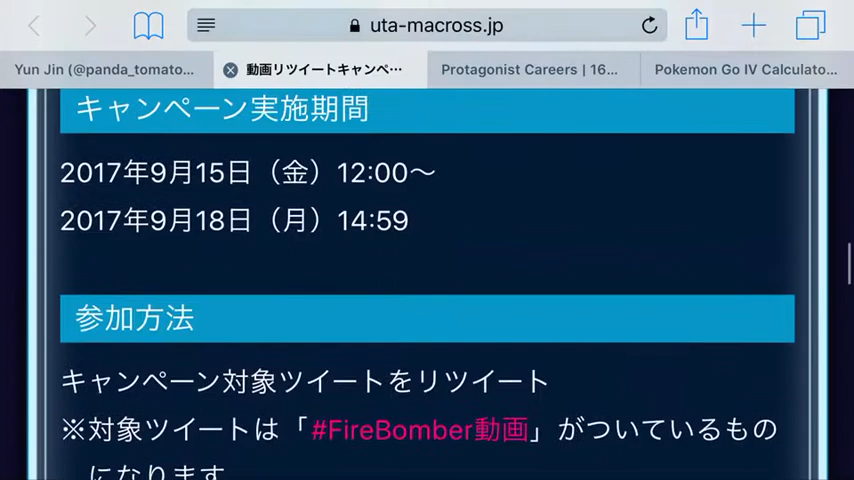 uta-macross.jp
Yun Jin (@panda_tomato...
動画リツイートキャンペ...
Protagonist Careers | 16...
Pokemon Go IV Calculato...
キャンペーン実施期間
2017年9月15日（金）12:00〜
2017年9月18日（月）14:59
参加方法
キャンペーン対象ツイートをリツイート
※対象ツイートは「#FireBomber動画」がついているもの
になります